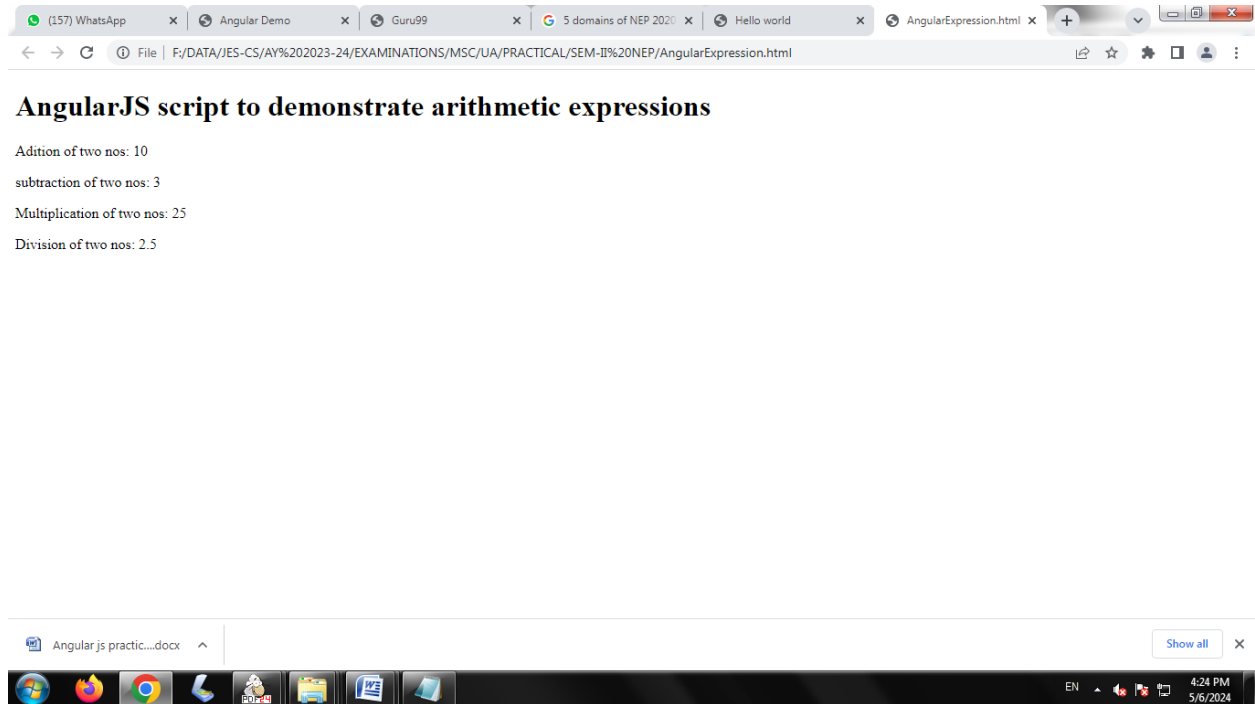 (157) WhatsApp
Angular Demo
Guru99
5 domains of NEP 2020
Hello world
AngularExpression.html
File | F:/DATA/JES-CS/AY%202023-24/EXAMINATIONS/MSC/UA/PRACTICAL/SEM-II%20NEP/AngularExpression.html
AngularJS script to demonstrate arithmetic expressions
Adition of two nos: 10
subtraction of two nos: 3
Multiplication of two nos: 25
Division of two nos: 2.5
Angular js practic....docx
Show all
PDF24
EN
4:24 PM
5/6/2024